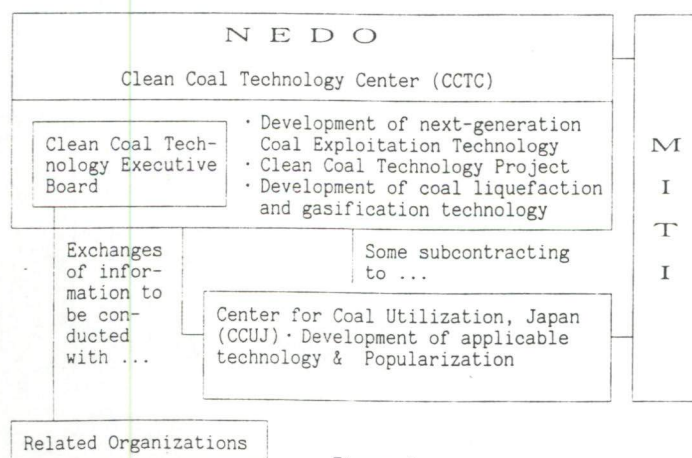 N E D O
Clean Coal Technology Center (CCTC)
Clean Coal Tech-
nology Executive
Board
· Development of next-generation
Coal Exploitation Technology
· Clean Coal Technology Project
· Development of coal liquefaction
and gasification technology
M
I
T
I
Exchanges
of infor-
mation to
be con-
ducted
with ...
Some subcontracting
to ...
Center for Coal Utilization, Japan
(CCUJ) · Development of applicable
technology & Popularization
Related Organizations